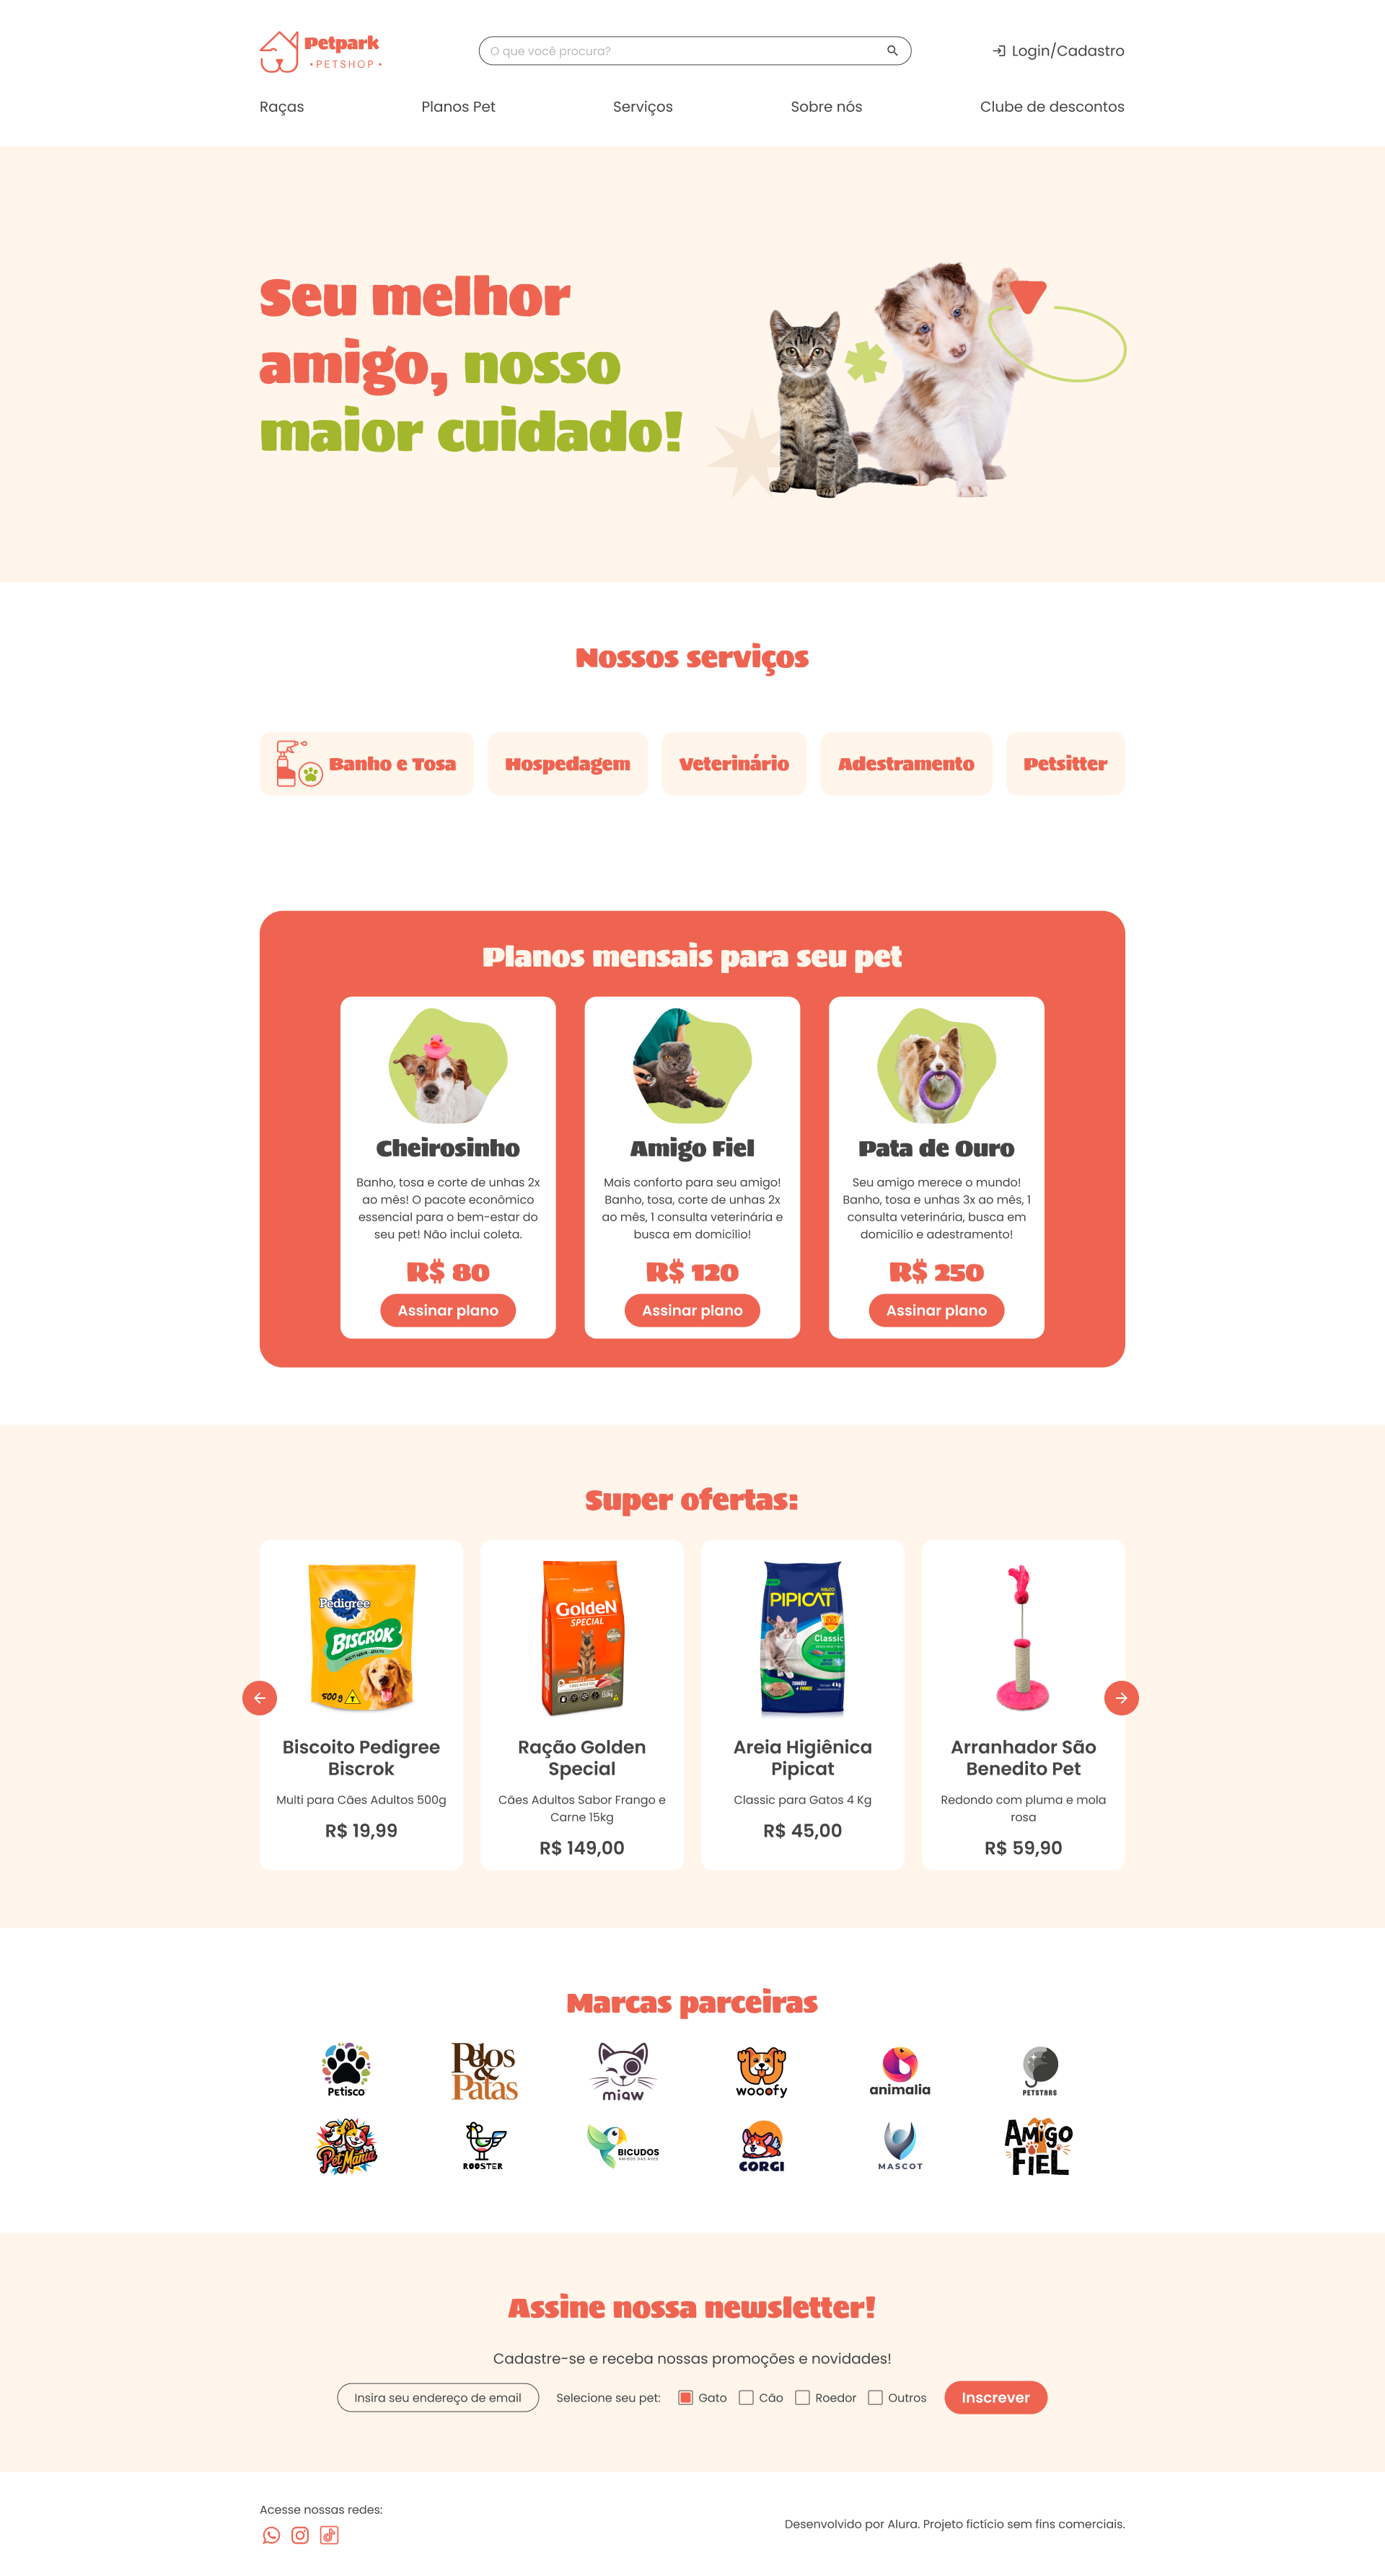 Petpark
•PETSHOP•
O que você procura?
Login/Cadastro
Raças
Planos Pet
Serviços
Sobre nós
Clube de descontos
Seu melhor
amigo, nosso
maior cuidado!
Nossos serviços
Banho e Tosa
Hospedagem
Veterinário
Adestramento
Petsitter
Planos mensais para seu pet
Cheirosinho
Banho, tosa e corte de unhas 2x
ao mês! O pacote econômico
essencial para o bem-estar do
seu pet! Não inclui coleta.
R$ 80
Assinar plano
Amigo Fiel
Mais conforto para seu amigo!
Banho, tosa, corte de unhas 2x
ao mês, 1 consulta veterinária e
busca em domicílio!
R$ 120
Assinar plano
Pata de Ouro
Seu amigo merece o mundo!
Banho, tosa e unhas 3x ao mês, 1
consulta veterinária, busca em
domicílio e adestramento!
R$ 250
Assinar plano
Super ofertas:
Pedigree
BISCROK
500g
Biscoito Pedigree
Biscrok
Multi para Cães Adultos 500g
R$ 19,99
GoldeN
SPECIAL
Ração Golden
Special
Cães Adultos Sabor Frango e
Carne 15kg
R$ 149,00
PIPICAT
Classic
4 kg
Areia Higiênica
Pipicat
Classic para Gatos 4 Kg
R$ 45,00
Arranhador São
Benedito Pet
Redondo com pluma e mola
rosa
R$ 59,90
Marcas parceiras
PETISCO
Pelos
&
Patas
miaw
wooofy
animalia
PETSTARS
PetMania
ROOSTER
BICUDOS
AMIGOS DAS AVES
CORGI
MASCOT
AMIGO
FIEL
Assine nossa newsletter!
Cadastre-se e receba nossas promoções e novidades!
Insira seu endereço de email
Selecione seu pet:
Gato
Cão
Roedor
Outros
Inscrever
Acesse nossas redes:
Desenvolvido por Alura. Projeto fictício sem fins comerciais.